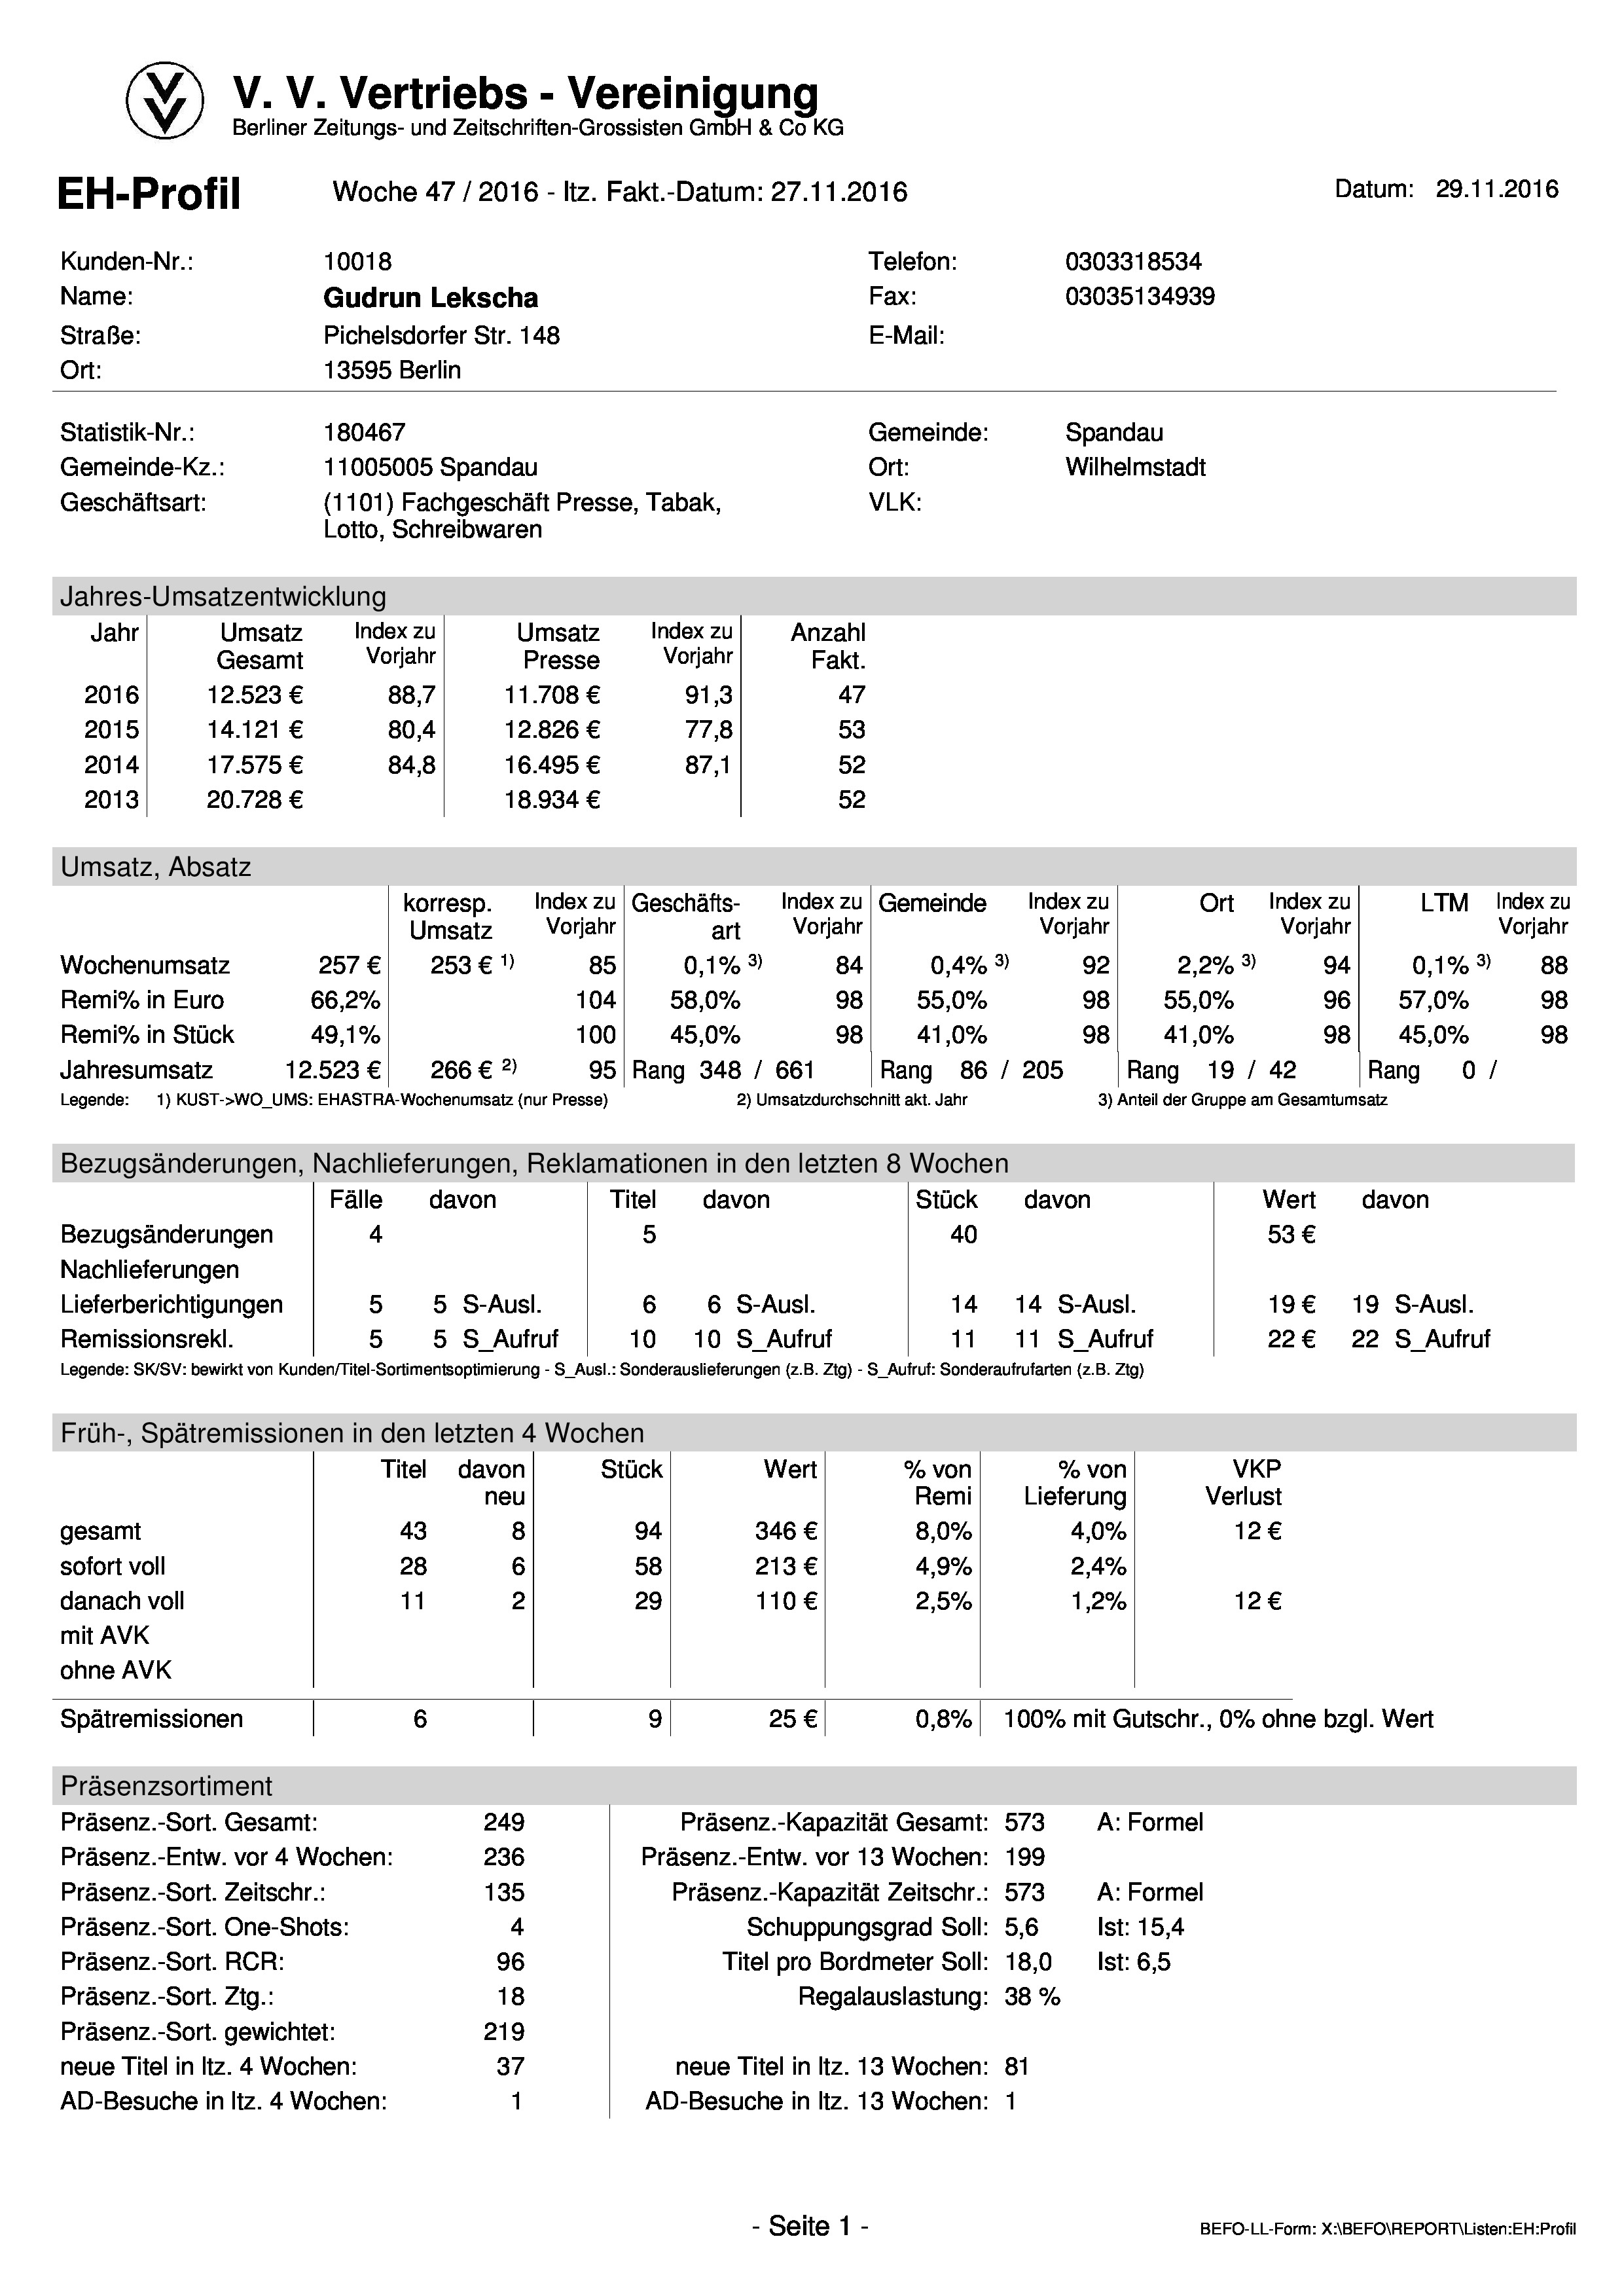 V. V. Vertriebs - Vereinigung
Berliner Zeitungs- und Zeitschriften-Grossisten GmbH & Co KG
EH-Profil Woche 47 / 2016 - ltz. Fakt.-Datum: 27.11.2016 Datum: 29.11.2016
Kunden-Nr.: 10018 Telefon: 0303318534
Name: Gudrun Lekscha Fax: 03035134939
Straße: Pichelsdorfer Str. 148 E-Mail:
Ort: 13595 Berlin
Statistik-Nr.: 180467 Gemeinde: Spandau
Gemeinde-Kz.: 11005005 Spandau Ort: Wilhelmstadt
Geschäftsart: (1101) Fachgeschäft Presse, Tabak, VLK:
Lotto, Schreibwaren
Jahres-Umsatzentwicklung
Jahr Umsatz Index zu Umsatz Index zu Anzahl
Gesamt Vorjahr Presse Vorjahr Fakt.
2016 12.523 € 88,7 11.708 € 91,3 47
2015 14.121 € 80,4 12.826 € 77,8 53
2014 17.575 € 84,8 16.495 € 87,1 52
2013 20.728 € 18.934 € 52
Umsatz, Absatz
korresp. Index zu Geschäfts- Index zu Gemeinde Index zu Ort Index zu LTM Index zu
Umsatz Vorjahr art Vorjahr Vorjahr Vorjahr Vorjahr
Wochenumsatz 257 € 253 € 1) 85 0,1% 3) 84 0,4% 3) 92 2,2% 3) 94 0,1% 3) 88
Remi% in Euro 66,2% 104 58,0% 98 55,0% 98 55,0% 96 57,0% 98
Remi% in Stück 49,1% 100 45,0% 98 41,0% 98 41,0% 98 45,0% 98
Jahresumsatz 12.523 € 266 € 2) 95 Rang 348 / 661 Rang 86 / 205 Rang 19 / 42 Rang 0 /
Legende: 1) KUST->WO_UMS: EHASTRA-Wochenumsatz (nur Presse) 2) Umsatzdurchschnitt akt. Jahr 3) Anteil der Gruppe am Gesamtumsatz
Bezugsänderungen, Nachlieferungen, Reklamationen in den letzten 8 Wochen
Fälle davon Titel davon Stück davon Wert davon
Bezugsänderungen 4 5 40 53 €
Nachlieferungen
Lieferberichtigungen 5 5 S-Ausl. 6 6 S-Ausl. 14 14 S-Ausl. 19 € 19 S-Ausl.
Remissionsrekl. 5 5 S_Aufruf 10 10 S_Aufruf 11 11 S_Aufruf 22 € 22 S_Aufruf
Legende: SK/SV: bewirkt von Kunden/Titel-Sortimentsoptimierung - S_Ausl.: Sonderauslieferungen (z.B. Ztg) - S_Aufruf: Sonderaufrufarten (z.B. Ztg)
Früh-, Spätremissionen in den letzten 4 Wochen
Titel davon Stück Wert % von % von VKP
neu Remi Lieferung Verlust
gesamt 43 8 94 346 € 8,0% 4,0% 12 €
sofort voll 28 6 58 213 € 4,9% 2,4%
danach voll 11 2 29 110 € 2,5% 1,2% 12 €
mit AVK
ohne AVK
Spätremissionen 6 9 25 € 0,8% 100% mit Gutschr., 0% ohne bzgl. Wert
Präsenzsortiment
Präsenz.-Sort. Gesamt: 249 Präsenz.-Kapazität Gesamt: 573 A: Formel
Präsenz.-Entw. vor 4 Wochen: 236 Präsenz.-Entw. vor 13 Wochen: 199
Präsenz.-Sort. Zeitschr.: 135 Präsenz.-Kapazität Zeitschr.: 573 A: Formel
Präsenz.-Sort. One-Shots: 4 Schuppungsgrad Soll: 5,6 Ist: 15,4
Präsenz.-Sort. RCR: 96 Titel pro Bordmeter Soll: 18,0 Ist: 6,5
Präsenz.-Sort. Ztg.: 18 Regalauslastung: 38 %
Präsenz.-Sort. gewichtet: 219
neue Titel in ltz. 4 Wochen: 37 neue Titel in ltz. 13 Wochen: 81
AD-Besuche in ltz. 4 Wochen: 1 AD-Besuche in ltz. 13 Wochen: 1
- Seite 1 - BEFO-LL-Form: X:\BEFO\REPORT\Listen:EH:Profil